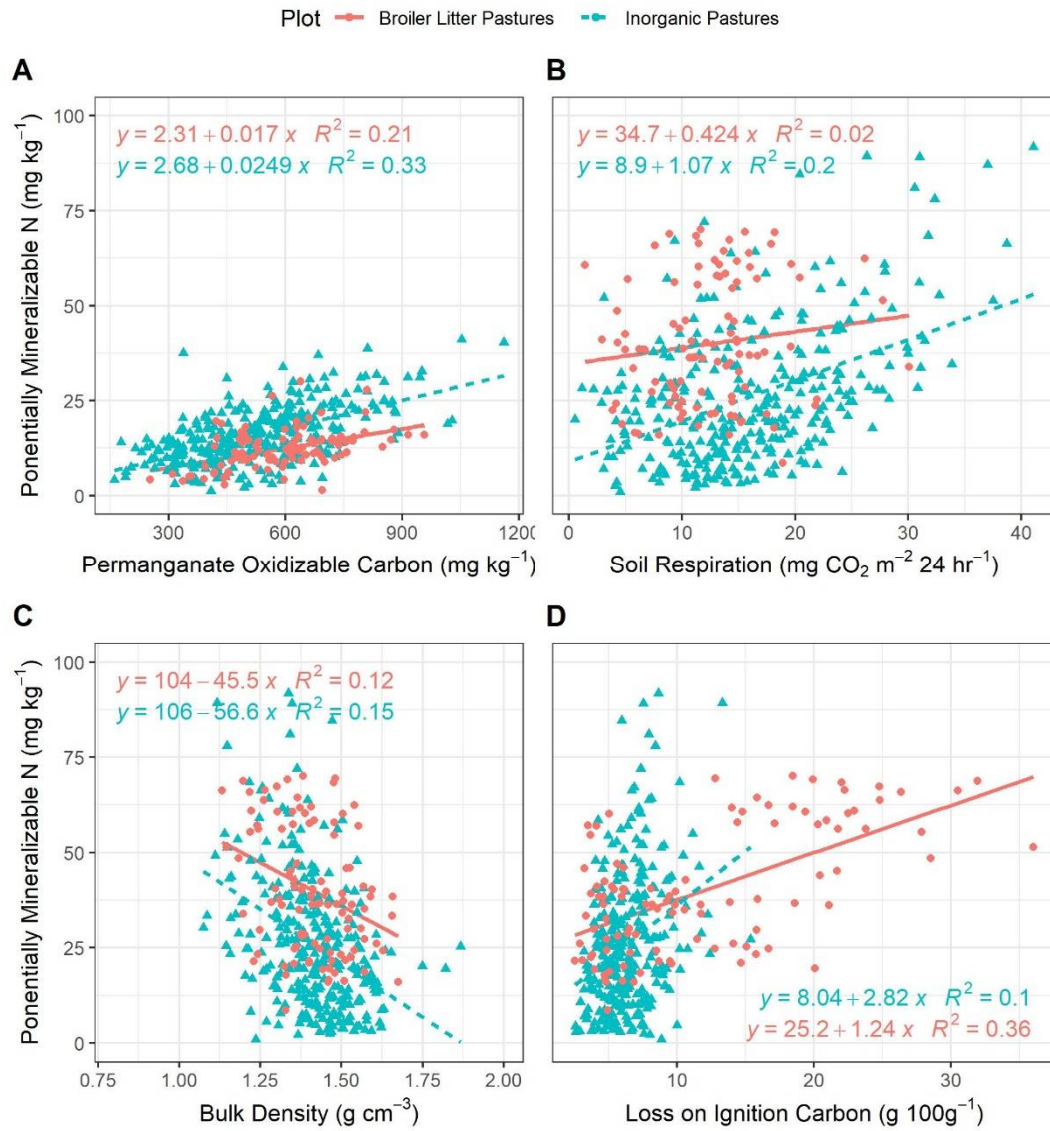 Plot Broiler Litter Pastures Inorganic Pastures
A
Ponentially Mineralizable N (mg kg⁻¹)
100
75
50
25
0
y = 2.31 + 0.017 x R² = 0.21
y = 2.68 + 0.0249 x R² = 0.33
300 600 900 1200
Permanganate Oxidizable Carbon (mg kg⁻¹)
B
y = 34.7 + 0.424 x R² = 0.02
y = 8.9 + 1.07 x R² = 0.2
0 10 20 30 40
Soil Respiration (mg CO₂ m⁻² 24 hr⁻¹)
C
Ponentially Mineralizable N (mg kg⁻¹)
100
75
50
25
0
y = 104 − 45.5 x R² = 0.12
y = 106 − 56.6 x R² = 0.15
0.75 1.00 1.25 1.50 1.75 2.00
Bulk Density (g cm⁻³)
D
y = 8.04 + 2.82 x R² = 0.1
y = 25.2 + 1.24 x R² = 0.36
10 20 30
Loss on Ignition Carbon (g 100g⁻¹)